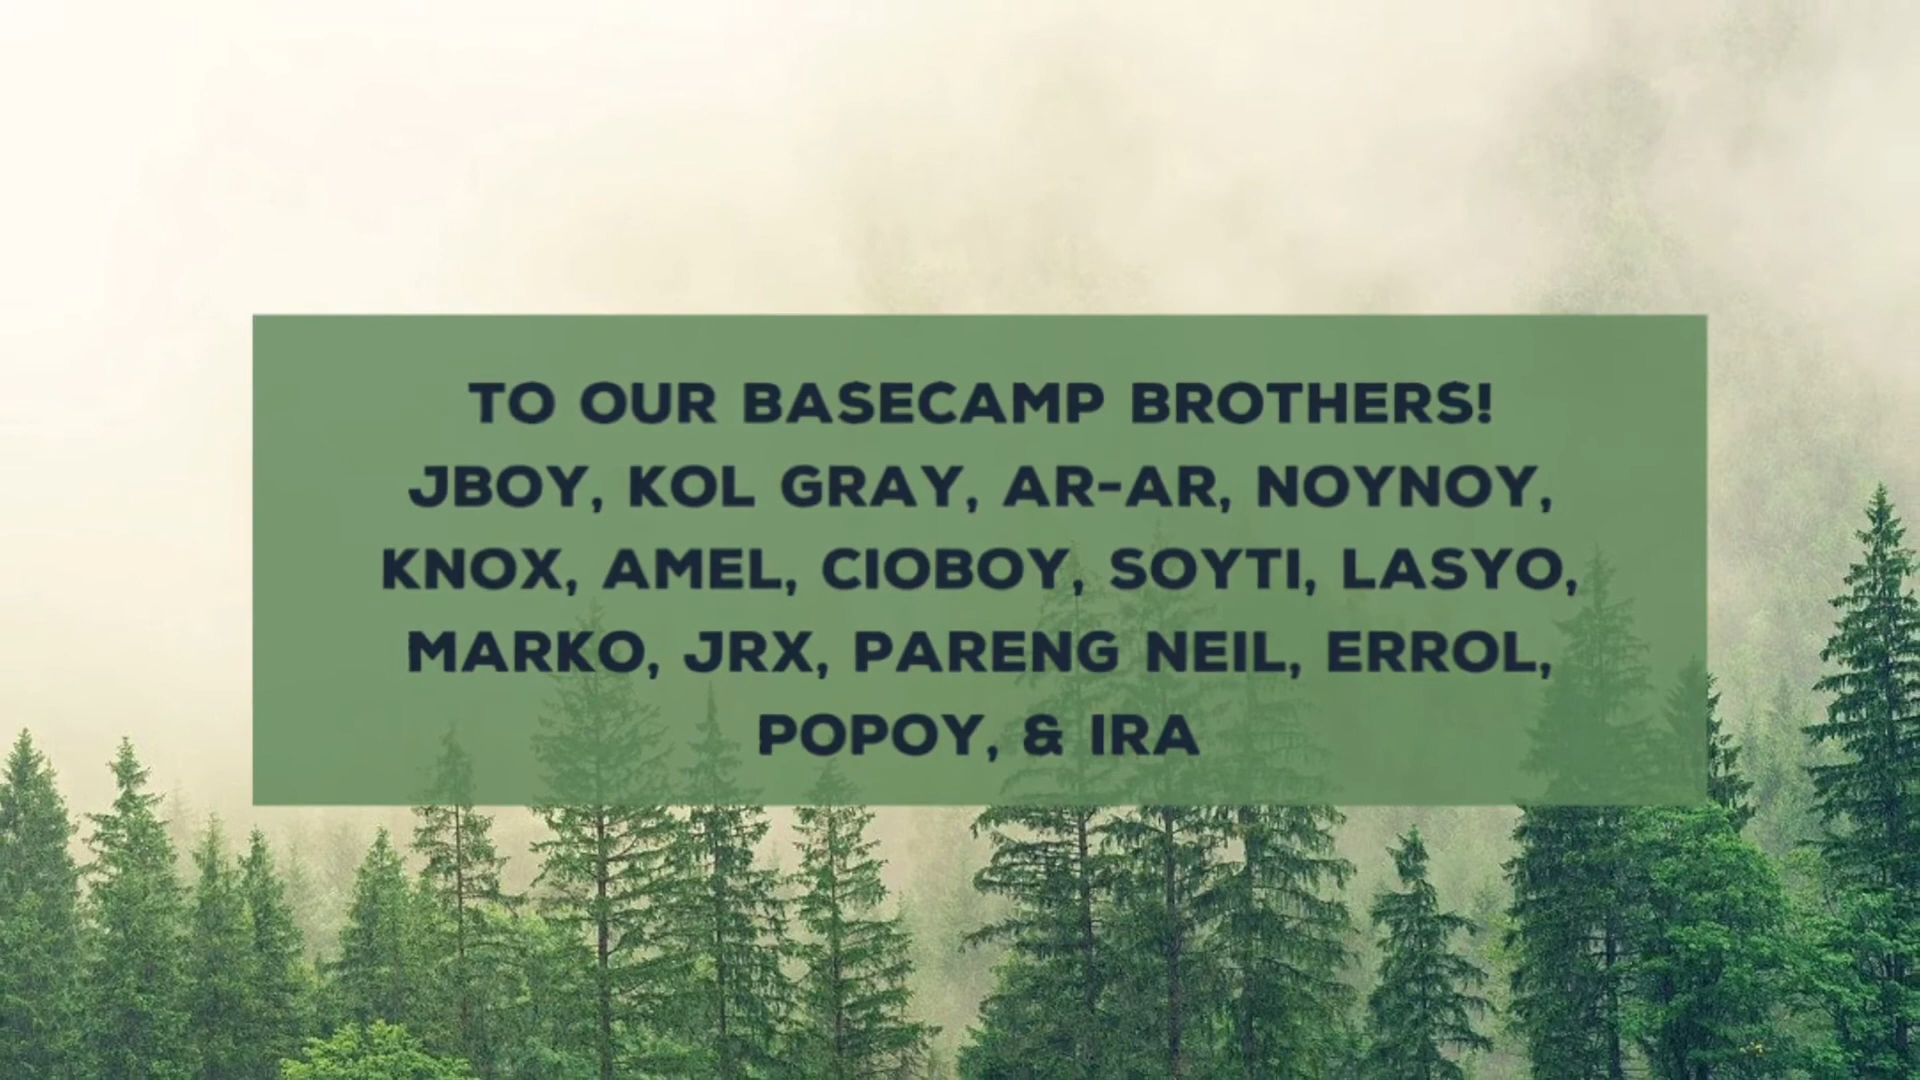 TO OUR BASECAMP BROTHERS!
JBOY, KOL GRAY, AR-AR, NOYNOY,
KNOX, AMEL, CIOBOY, SOYTI, LASYO,
MARKO, JRX, PARENG NEIL, ERROL,
POPOY, & IRA